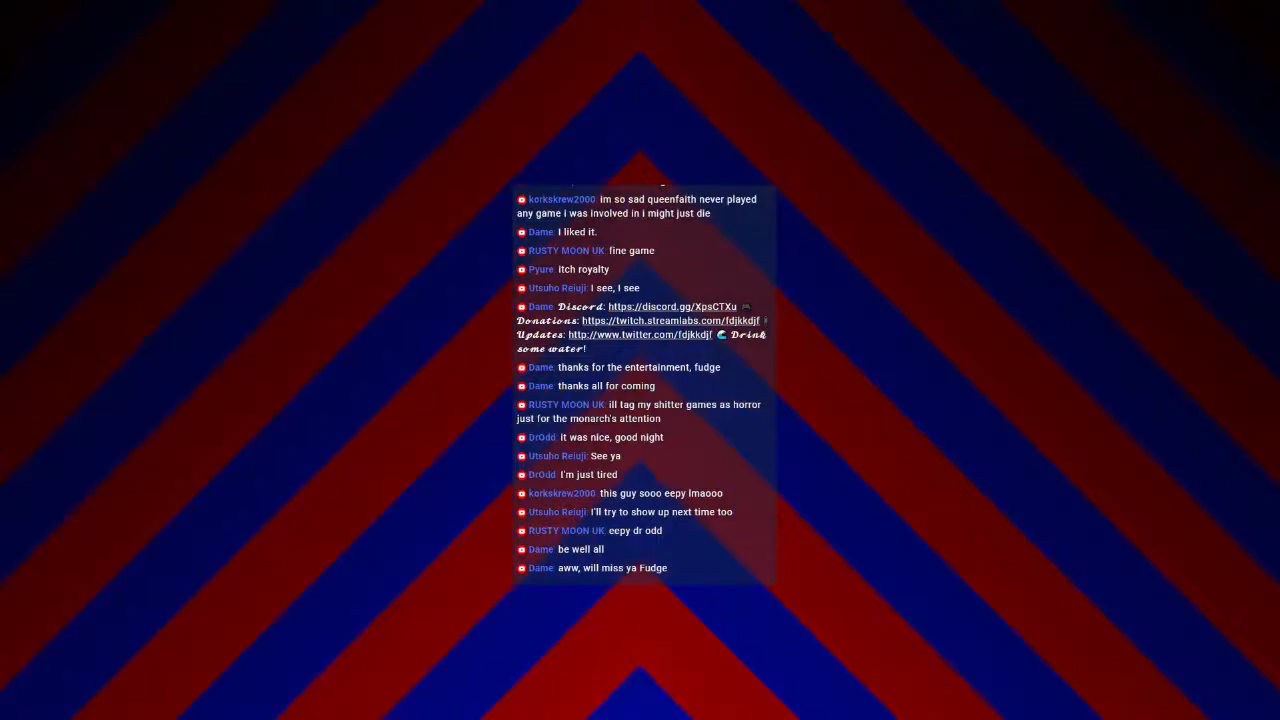 korkskrew2000: im so sad queenfaith never played
any game i was involved in i might just die
Dame: I liked it.
RUSTY MOON UK: fine game
Pyure: itch royalty
Utsuho Reiuji: I see, I see
Dame: 𝓓𝓲𝓼𝓬𝓸𝓻𝓭: https://discord.gg/XpsCTXu 🎮
𝓓𝓸𝓷𝓪𝓽𝓲𝓸𝓷𝓼: https://twitch.streamlabs.com/fdjkkdjf
𝓤𝓹𝓭𝓪𝓽𝓮𝓼: http://www.twitter.com/fdjkkdjf 🌊 𝓓𝓻𝓲𝓷𝓴
𝓼𝓸𝓶𝓮 𝔀𝓪𝓽𝓮𝓻!
Dame: thanks for the entertainment, fudge
Dame: thanks all for coming
RUSTY MOON UK: ill tag my shitter games as horror
just for the monarch's attention
DrOdd: it was nice, good night
Utsuho Reiuji: See ya
DrOdd: I'm just tired
korkskrew2000: this guy sooo eepy lmaooo
Utsuho Reiuji: I'll try to show up next time too
RUSTY MOON UK: eepy dr odd
Dame: be well all
Dame: aww, will miss ya Fudge